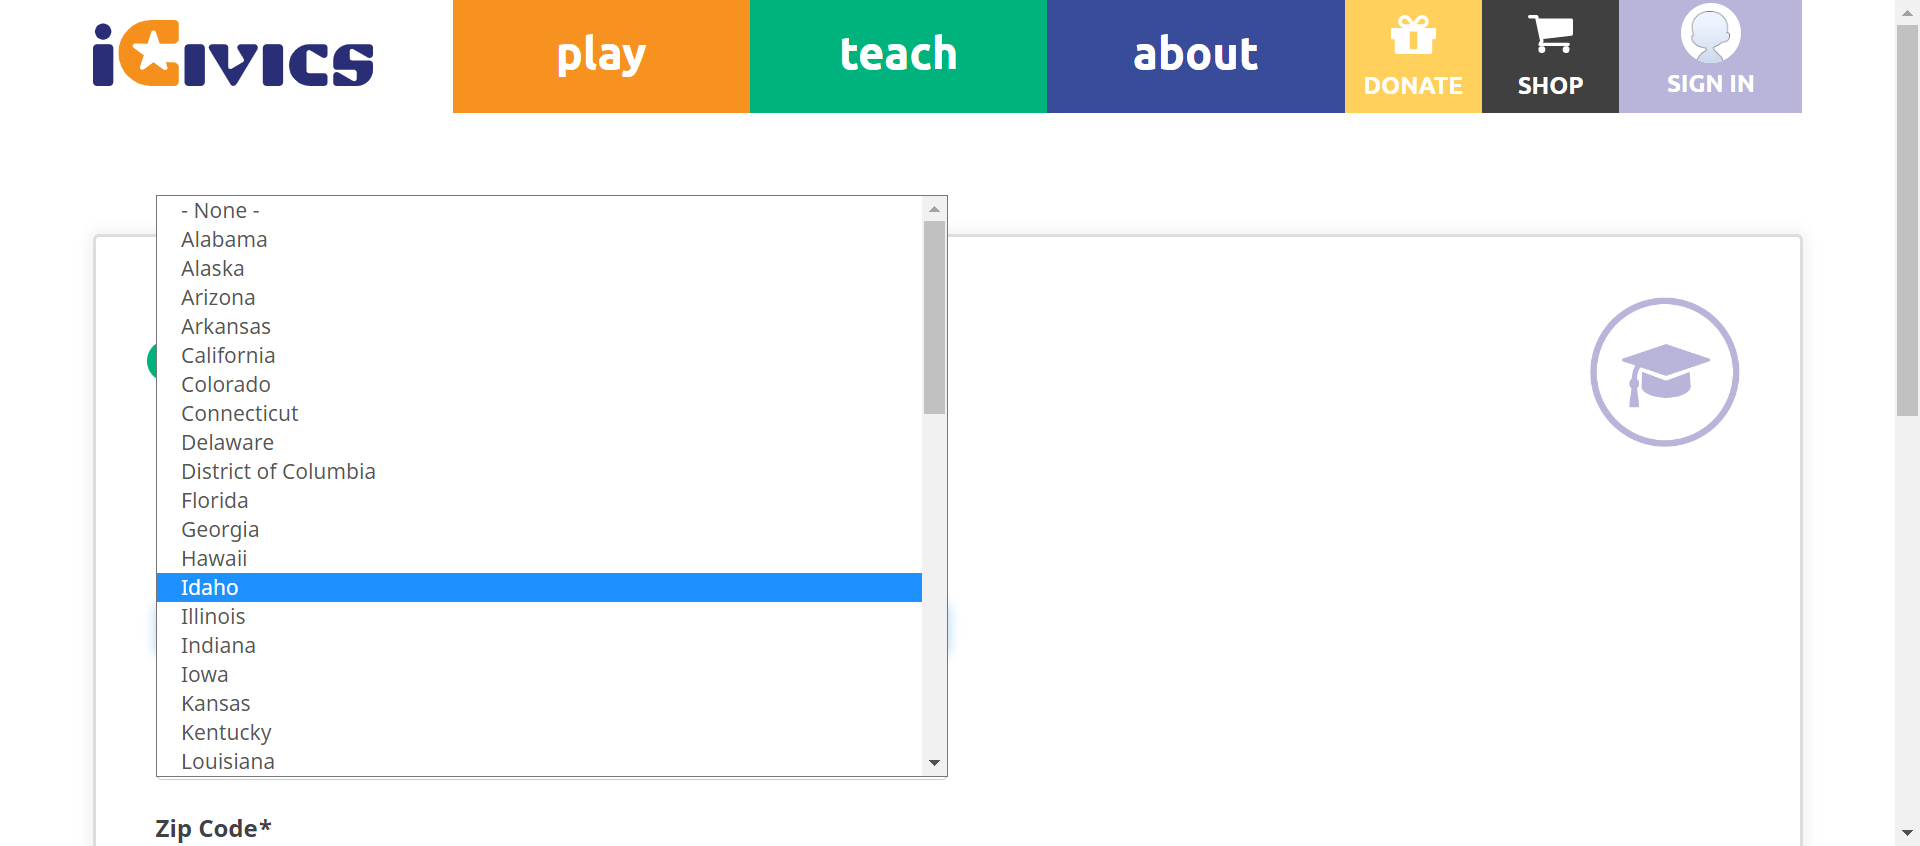 iCivics
play
teach
about
DONATE
SHOP
SIGN IN
- None -
Alabama
Alaska
Arizona
Arkansas
California
Colorado
Connecticut
Delaware
District of Columbia
Florida
Georgia
Hawaii
Idaho
Illinois
Indiana
Iowa
Kansas
Kentucky
Louisiana
Zip Code*